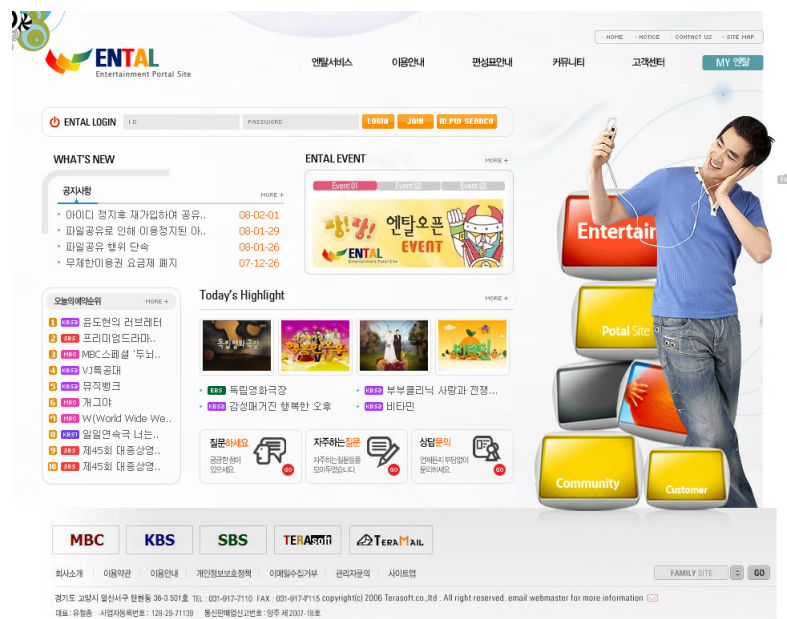 HOME NOTICE CONTACT US SITE MAP
ENTAL
Entertainment Portal Site
엔탈서비스 이용안내 편성표안내 커뮤니티 고객센터 MY 엔탈
ENTAL LOGIN ID PASSWORD LOGIN JOIN ID.PW SEARCH
WHAT'S NEW
공지사항 MORE +
아이디 정지후 재가입하여 공유.. 08-02-01
파일공유로 인해 이용정지된 아.. 08-01-29
파일공유 행위 단속 08-01-26
무제한이용권 요금제 폐지 07-12-26
ENTAL EVENT MORE +
Event 01 Event 02 Event 03
팡!팡! 엔탈오픈
EVENT
ENTAL
Entertainment Portal Site
오늘의예약순위 MORE +
1 KBS2 윤도현의 러브레터
2 SBS 프리미엄드라마..
3 MBC MBC스페셜 '두뇌..
4 KBS2 VJ특공대
5 KBS2 뮤직뱅크
6 MBC 개그야
7 MBC W(World Wide We..
8 KBS1 일일연속극 너는..
9 SBS 제45회 대종상영..
10 SBS 제45회 대종상영..
Today's Highlight MORE +
독립영화극장
비타민
EBS 독립영화극장 KBS2 부부클리닉 사랑과 전쟁...
KBS2 감성매거진 행복한 오후 KBS2 비타민
질문하세요
궁금한점이
있으세요.
GO
자주하는질문
자주하는질문들을
모아두었습니다.
GO
상담문의
언제든지 부담없이
문의하세요.
GO
Entertain
Potal Site
Community
Customer
MBC KBS SBS TERAsoft TERAMAIL
회사소개 이용약관 이용안내 개인정보보호정책 이메일수집거부 관리자문의 사이트맵
FAMILY SITE GO
경기도 고양시 일산서구 탄현동 36-3 501호 TEL : 031-917-7110 FAX : 031-917-7115 copyright(c) 2006 Terasoft.co.,ltd . All right reserved. email webmaster for more information
대표 : 유철종 사업자등록번호 : 128-29-71139 통신판매업신고번호 : 임주 제 2007-18호